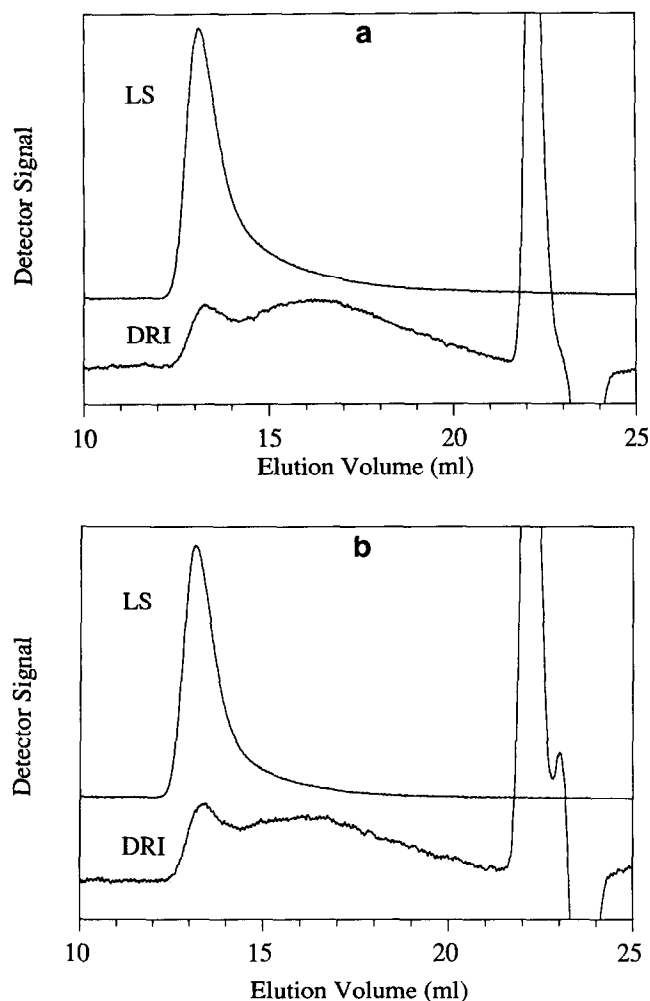 a
LS
DRI
Detector Signal
10 15 20 25
Elution Volume (ml)
b
LS
DRI
Detector Signal
10 15 20 25
Elution Volume (ml)